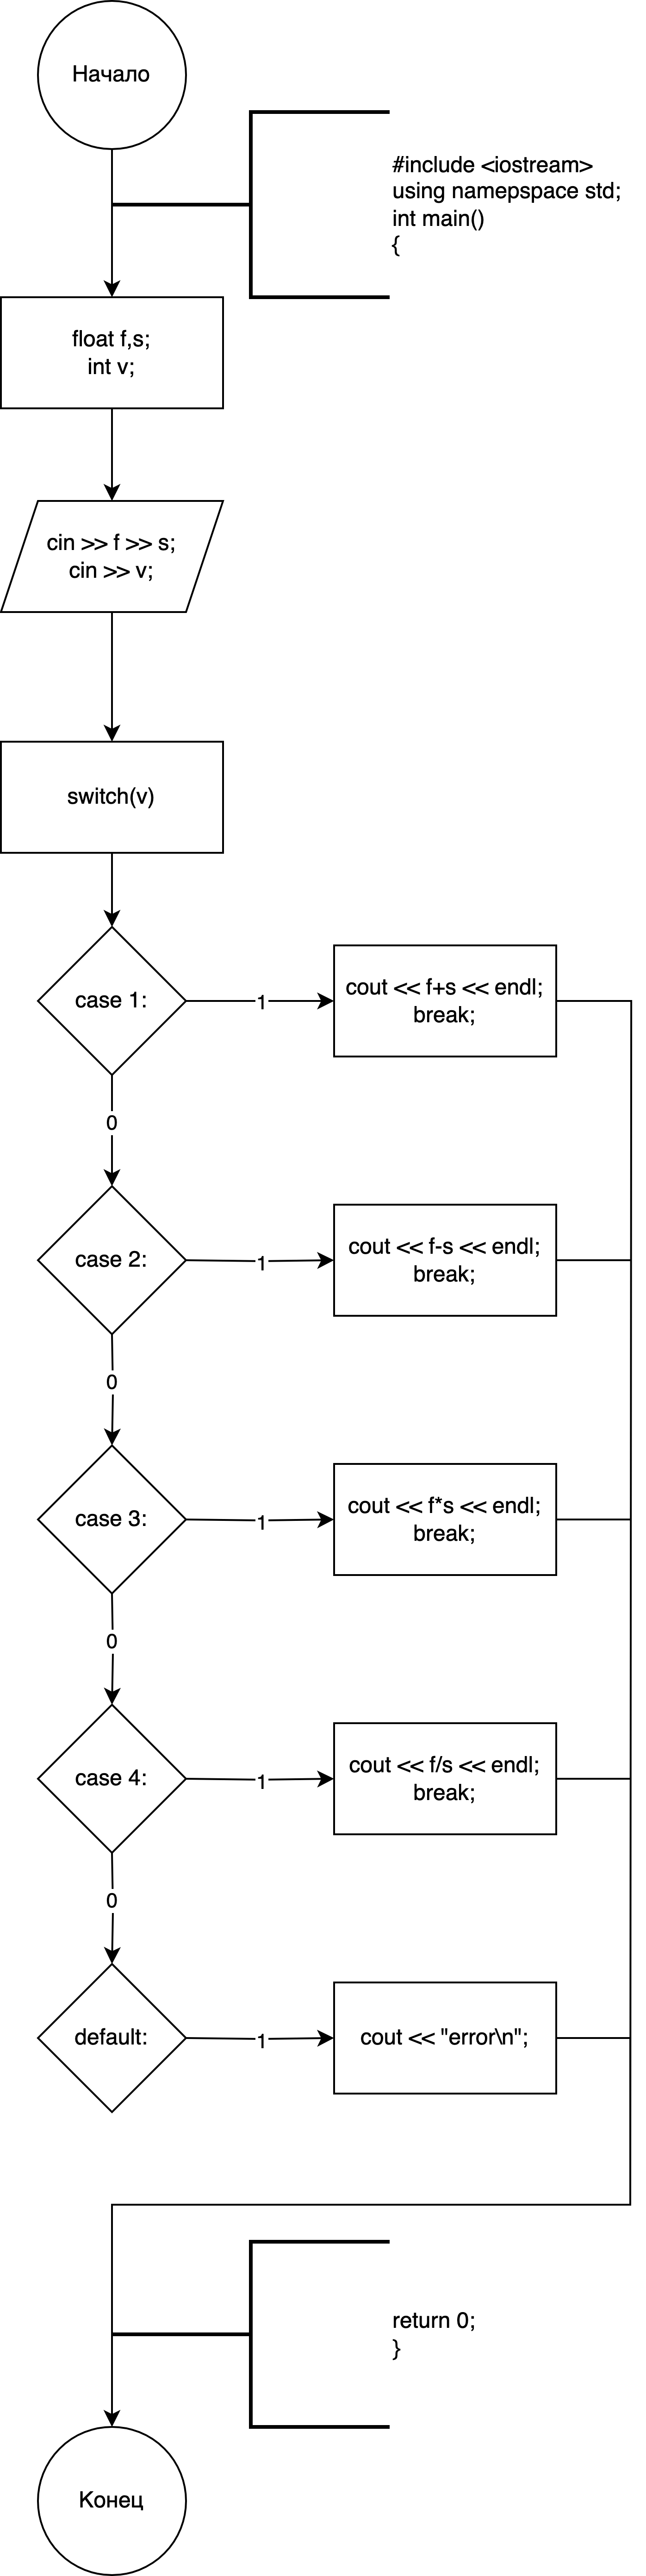 Начало
#include <iostream>
using namepspace std;
int main()
{
float f,s;
int v;
cin >> f >> s;
cin >> v;
switch(v)
case 1:
1
cout << f+s << endl;
break;
0
case 2:
1
cout << f-s << endl;
break;
0
case 3:
1
cout << f*s << endl;
break;
0
case 4:
1
cout << f/s << endl;
break;
0
default:
1
cout << "error\n";
return 0;
}
Конец